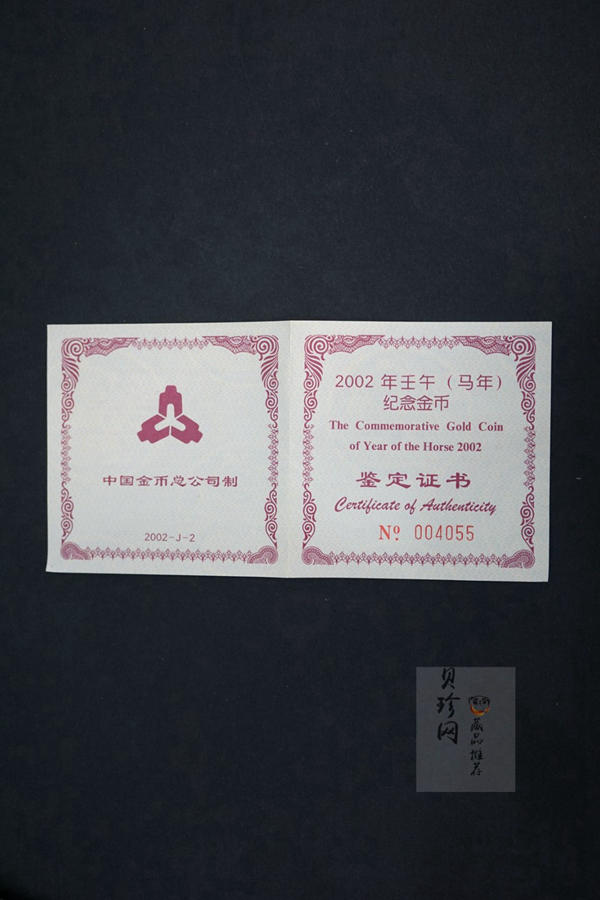 中国金币总公司制
2002-J-2
2002 年壬午（马年）
纪念金币
The Commemorative Gold Coin
of Year of the Horse 2002
鉴定证书
Certificate of Authenticity
Nº 004055
贝珍网
藏品推荐